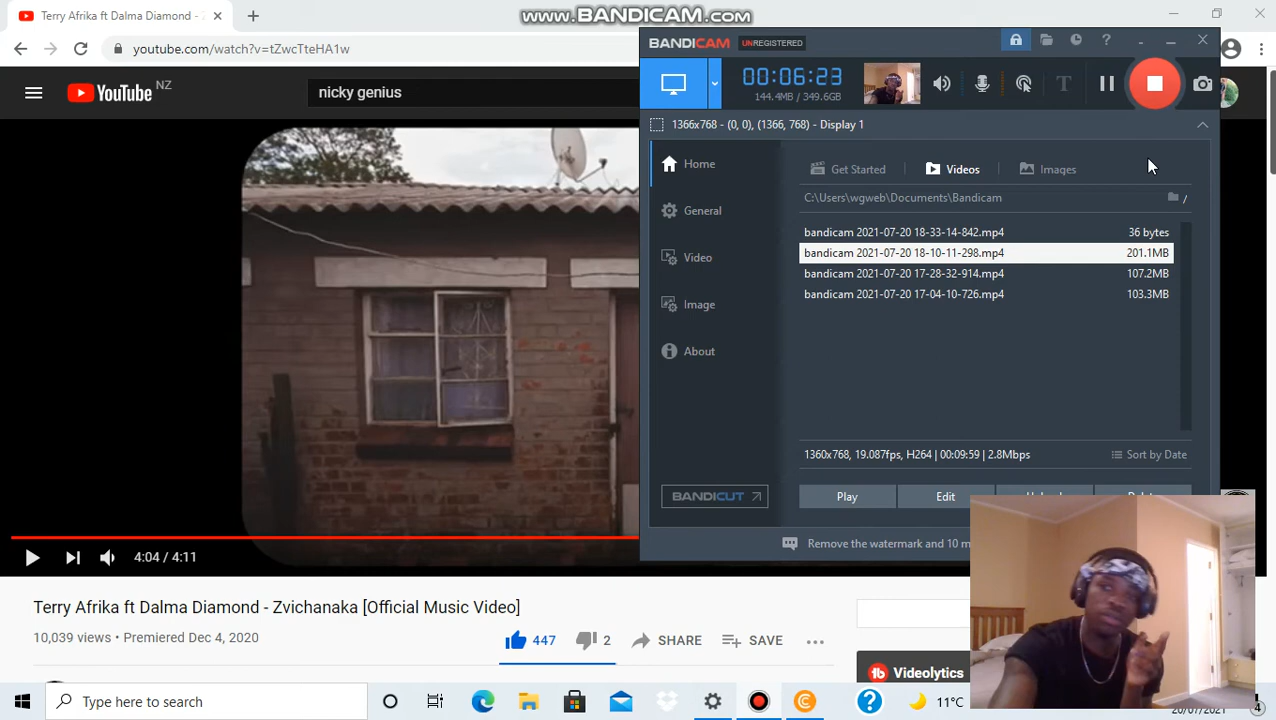 Terry Afrika ft Dalma Diamond - Z
www.BANDICAM.com
youtube.com/watch?v=tZwcTteHA1w
YouTube NZ
nicky genius
BANDICAM UNREGISTERED
00:06:23
144.4MB / 349.6GB
1366x768 - (0, 0), (1366, 768) - Display 1
Home
General
Video
Image
About
Get Started
Videos
Images
C:\Users\wgweb\Documents\Bandicam
bandicam 2021-07-20 18-33-14-842.mp4 36 bytes
bandicam 2021-07-20 18-10-11-298.mp4 201.1MB
bandicam 2021-07-20 17-28-32-914.mp4 107.2MB
bandicam 2021-07-20 17-04-10-726.mp4 103.3MB
1360x768, 19.087fps, H264 | 00:09:59 | 2.8Mbps
Sort by Date
BANDICUT
Play
Edit
Remove the watermark and 10 m
4:04 / 4:11
Terry Afrika ft Dalma Diamond - Zvichanaka [Official Music Video]
10,039 views • Premiered Dec 4, 2020
447
2
SHARE
SAVE
Videolytics
Type here to search
11°C
20/07/2021